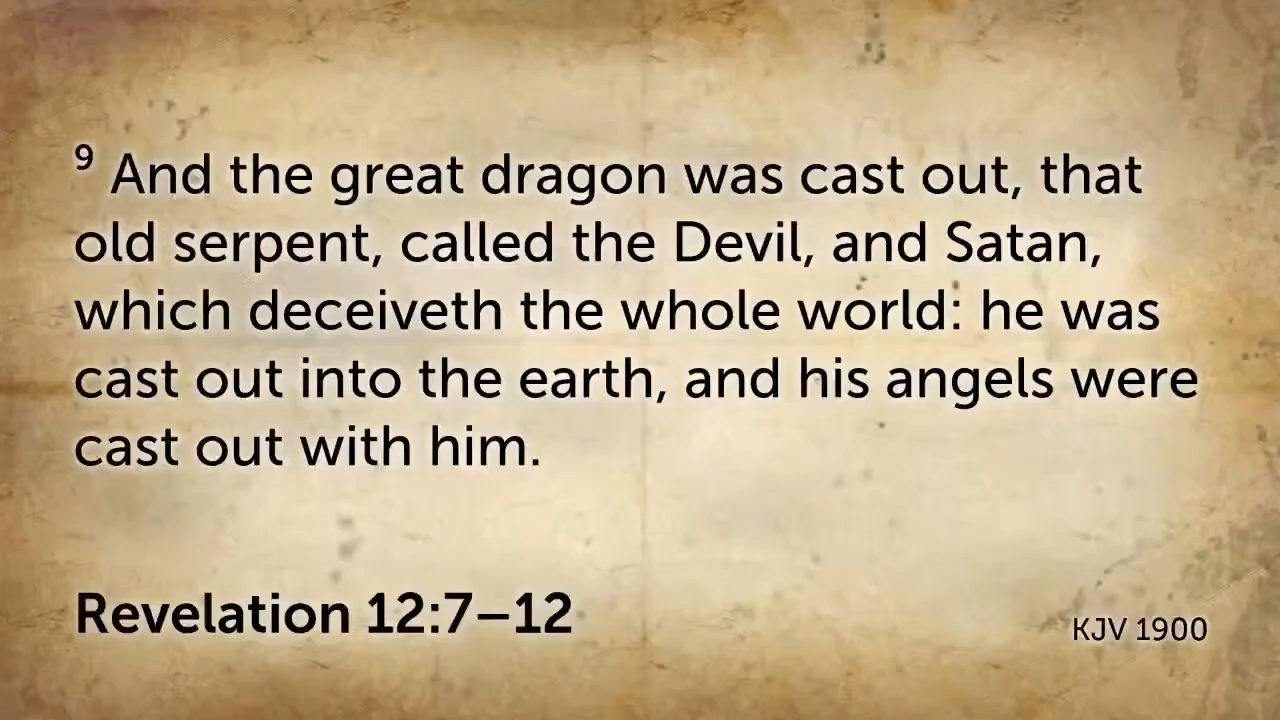 ⁹ And the great dragon was cast out, that
old serpent, called the Devil, and Satan,
which deceiveth the whole world: he was
cast out into the earth, and his angels were
cast out with him.
Revelation 12:7–12
KJV 1900